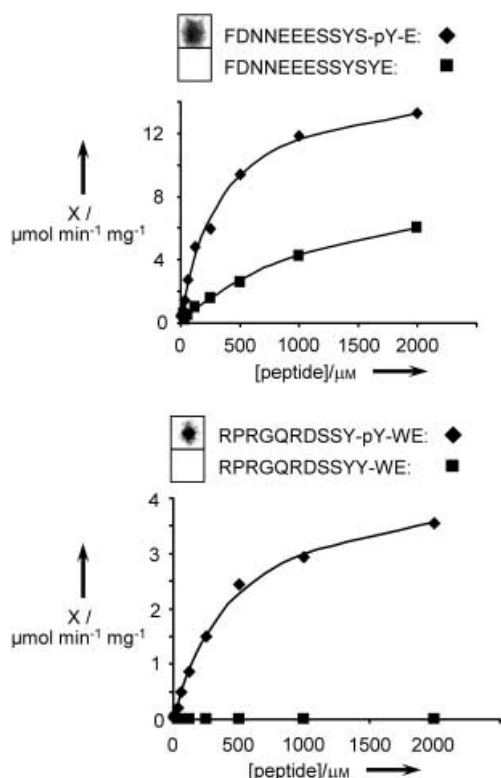 FDNNEEESSYS-pY-E: ◆
FDNNEEESSYSYE: ■
12
8
4
0
X /
µmol min⁻¹ mg⁻¹
0 500 1000 1500 2000
[peptide]/µM
RPRGQRDSSY-pY-WE: ◆
RPRGQRDSSYY-WE: ■
4
3
2
1
0
X /
µmol min⁻¹ mg⁻¹
0 500 1000 1500 2000
[peptide]/µM